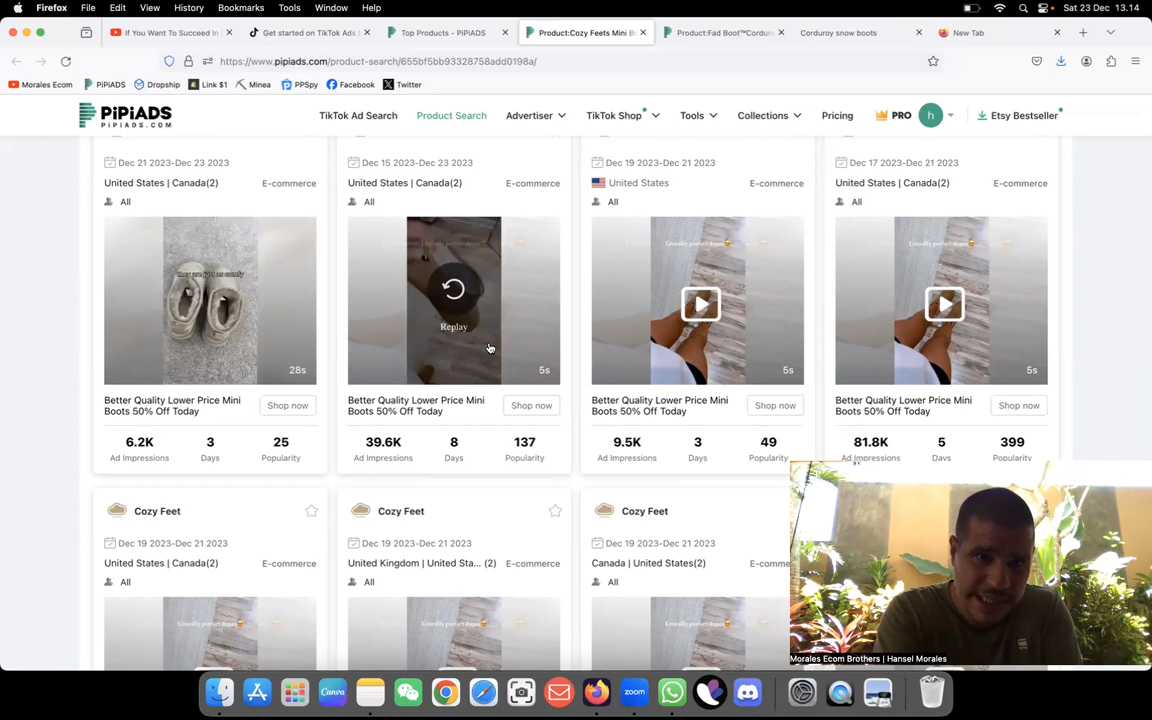 Firefox File Edit View History Bookmarks Tools Window Help Sat 23 Dec 13.14
If You Want To Succeed In Get started on TikTok Ads Top Products - PiPiADS Product:Cozy Feets Mini B Product:Fad Boot™Cordur Corduroy snow boots New Tab
https://www.pipiads.com/product-search/655bf5bb93328758add0198a/
Morales Ecom PiPiADS Dropship Link $1 Minea PPSpy Facebook Twitter
PiPiADS
PIPIADS.COM
TikTok Ad Search Product Search Advertiser TikTok Shop Tools Collections Pricing PRO h Etsy Bestseller
Dec 21 2023-Dec 23 2023 Dec 15 2023-Dec 23 2023 Dec 19 2023-Dec 21 2023 Dec 17 2023-Dec 21 2023
United States | Canada(2) E-commerce United States | Canada(2) E-commerce United States E-commerce United States | Canada(2) E-commerce
All All All All
they are just as comfy
Replay
28s 5s 5s 5s
Better Quality Lower Price Mini Boots 50% Off Today Shop now Better Quality Lower Price Mini Boots 50% Off Today Shop now Better Quality Lower Price Mini Boots 50% Off Today Shop now Better Quality Lower Price Mini Boots 50% Off Today Shop now
6.2K 3 25 39.6K 8 137 9.5K 3 49 81.8K 5 399
Ad Impressions Days Popularity Ad Impressions Days Popularity Ad Impressions Days Popularity Ad Impressions Days Popularity
Cozy Feet Cozy Feet Cozy Feet
Dec 19 2023-Dec 21 2023 Dec 19 2023-Dec 21 2023 Dec 19 2023-Dec 21 2023
United States | Canada(2) E-commerce United Kingdom | United Sta... (2) E-commerce Canada | United States(2) E-comme
All All All
Morales Ecom Brothers | Hansel Morales
Canva zoom